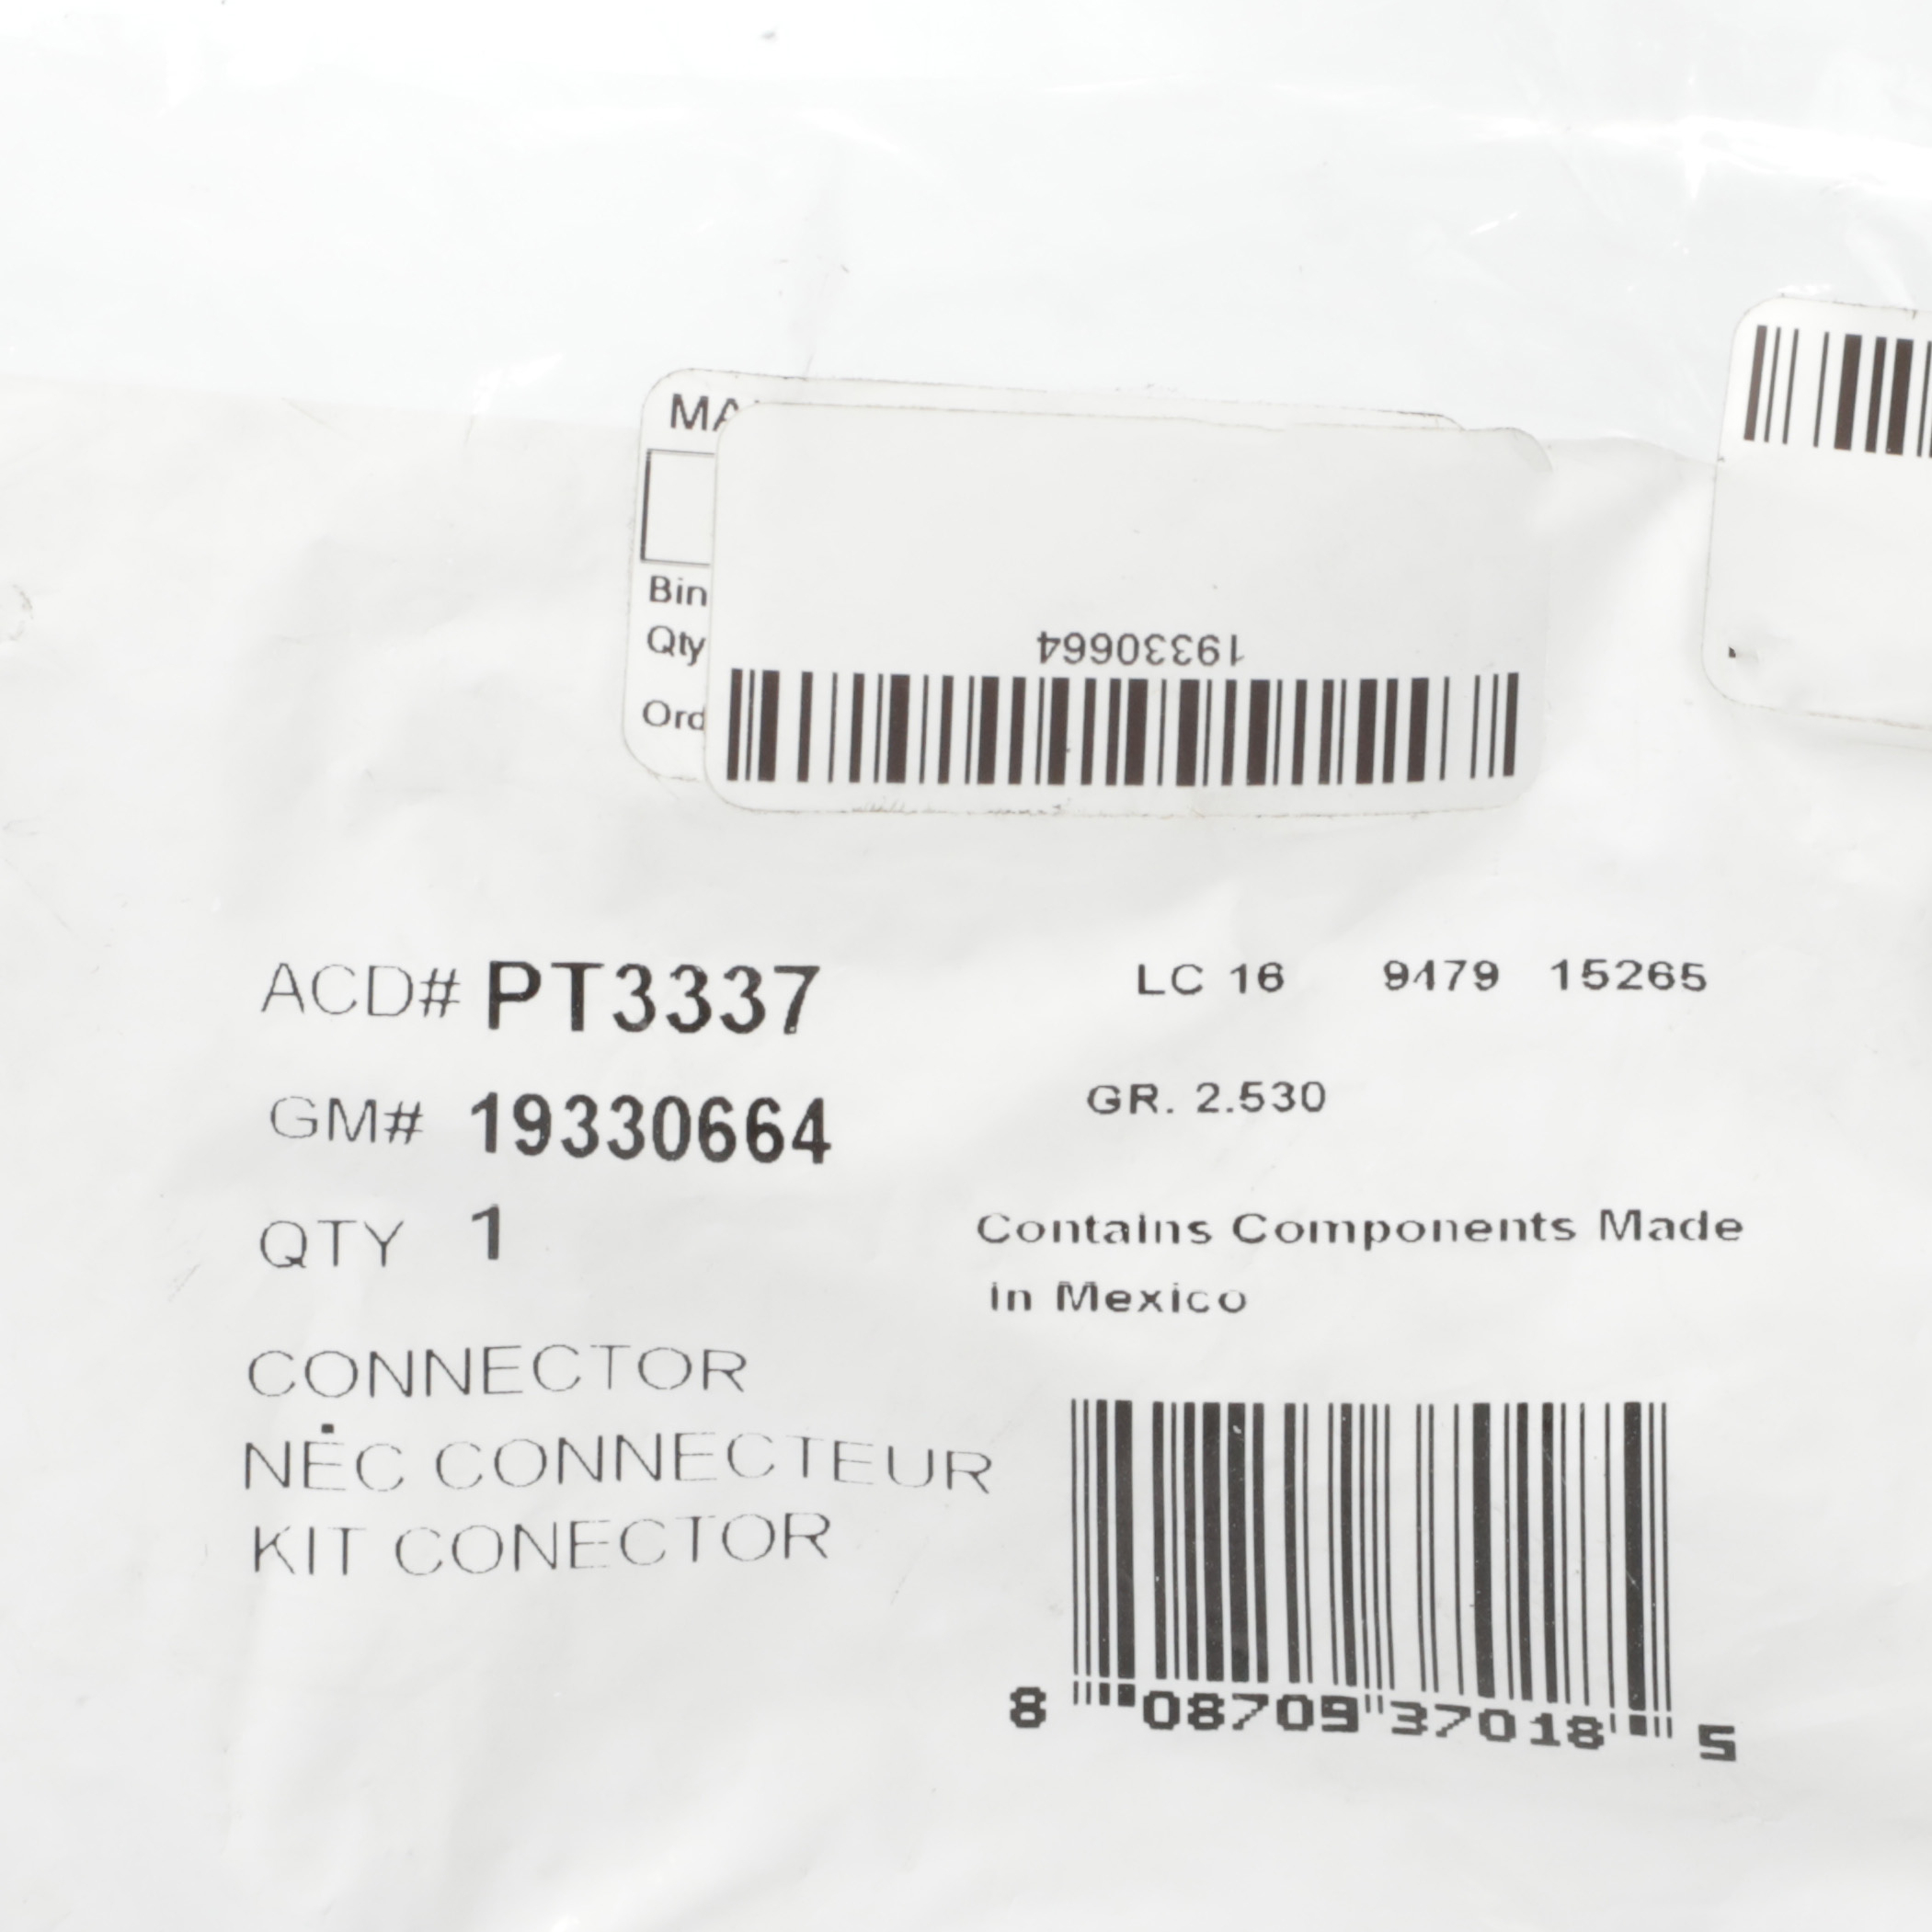 MA
Bin
Qty
Ord
19330664
ACD# PT3337
GM# 19330664
QTY 1
CONNECTOR
NÉC CONNECTEUR
KIT CONECTOR
LC 16 9479 15265
GR. 2.530
Contains Components Made
in Mexico
8 08709 37018 5